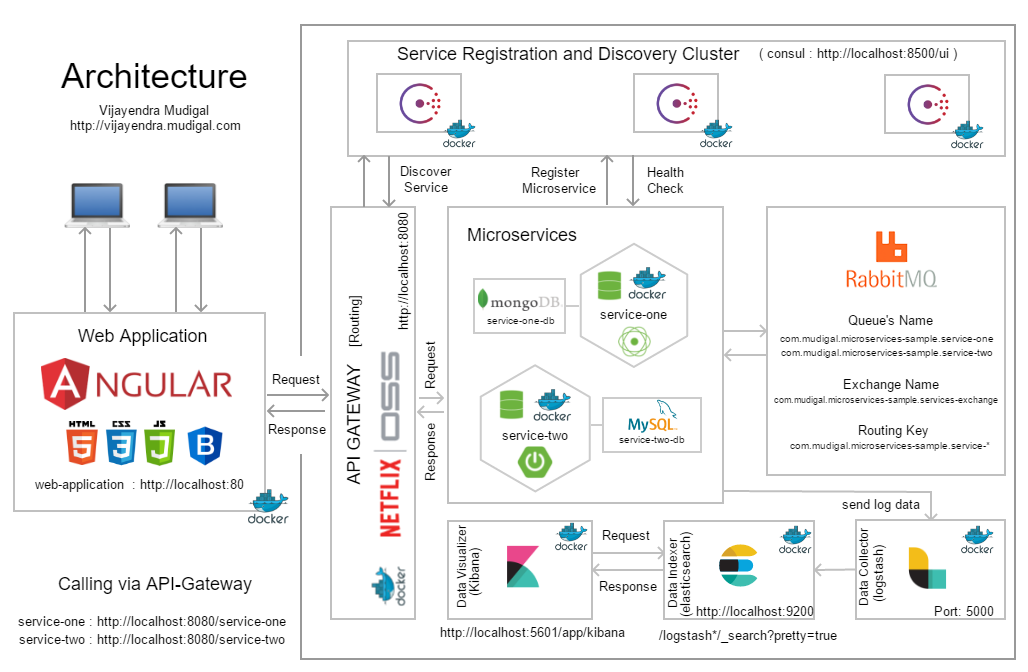 Architecture
Vijayendra Mudigal
http://vijayendra.mudigal.com
Service Registration and Discovery Cluster
( consul : http://localhost:8500/ui )
docker
docker
docker
Discover
Service
Register
Microservice
Health
Check
Web Application
ANGULAR
HTML
5
CSS
3
JS
5
B
web-application : http://localhost:80
docker
Request
Response
API GATEWAY [Routing]
http://localhost:8080
NETFLIX OSS
docker
Request
Response
Microservices
mongoDB.
service-one-db
docker
service-one
docker
service-two
MySQL
service-two-db
RabbitMQ
Queue's Name
com.mudigal.microservices-sample.service-one
com.mudigal.microservices-sample.service-two
Exchange Name
com.mudigal.microservices-sample.services-exchange
Routing Key
com.mudigal.microservices-sample.service-*
send log data
Data Visualizer
(Kibana)
docker
http://localhost:5601/app/kibana
Request
Response
Data Indexer
(elasticsearch)
docker
http://localhost:9200
/logstash*/_search?pretty=true
Data Collector
(logstash)
docker
Port: 5000
Calling via API-Gateway
service-one : http://localhost:8080/service-one
service-two : http://localhost:8080/service-two